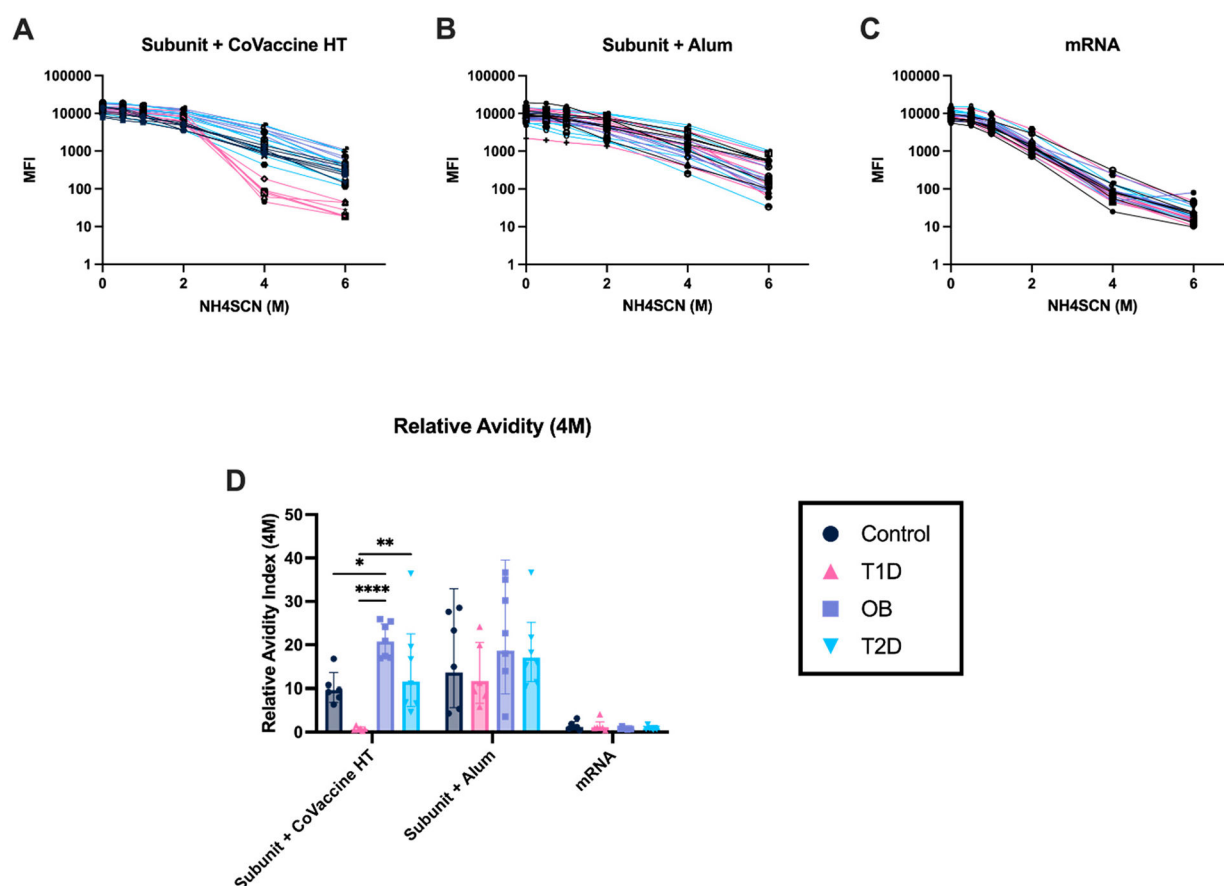 A
Subunit + CoVaccine HT
100000
10000
1000
100
10
1
MFI
0 2 4 6
NH4SCN (M)
B
Subunit + Alum
100000
10000
1000
100
10
1
MFI
0 2 4 6
NH4SCN (M)
C
mRNA
100000
10000
1000
100
10
1
MFI
0 2 4 6
NH4SCN (M)
Relative Avidity (4M)
D
50
40
30
20
10
0
Relative Avidity Index (4M)
**
*
****
Subunit + CoVaccine HT
Subunit + Alum
mRNA
Control
T1D
OB
T2D